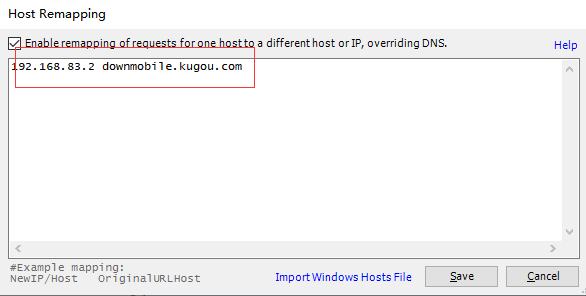 Host Remapping
Enable remapping of requests for one host to a different host or IP, overriding DNS.
Help
192.168.83.2 downmobile.kugou.com
#Example mapping:
NewIP/Host OriginalURLHost
Import Windows Hosts File
Save
Cancel